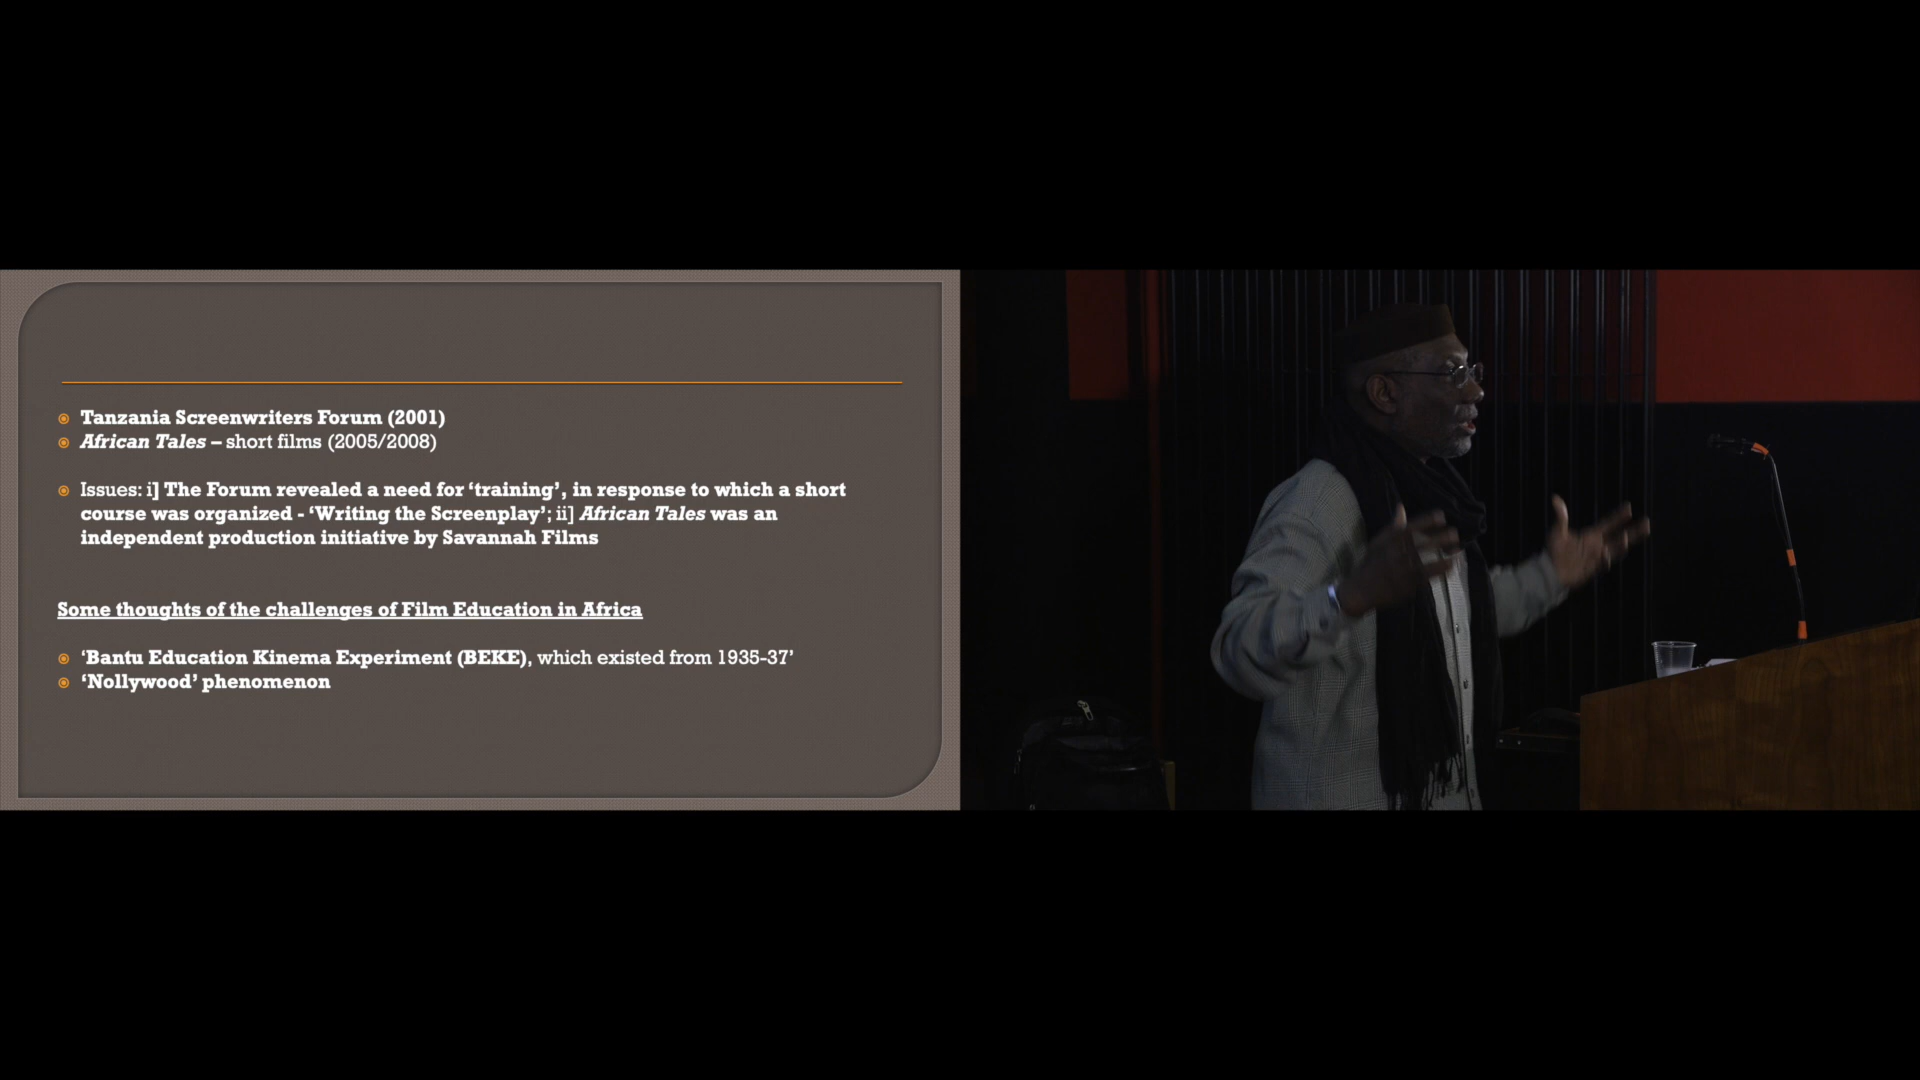 Tanzania Screenwriters Forum (2001)
African Tales – short films (2005/2008)
Issues: i] The Forum revealed a need for ‘training’, in response to which a short
course was organized - ‘Writing the Screenplay’; ii] African Tales was an
independent production initiative by Savannah Films
Some thoughts of the challenges of Film Education in Africa
‘Bantu Education Kinema Experiment (BEKE), which existed from 1935-37’
‘Nollywood’ phenomenon